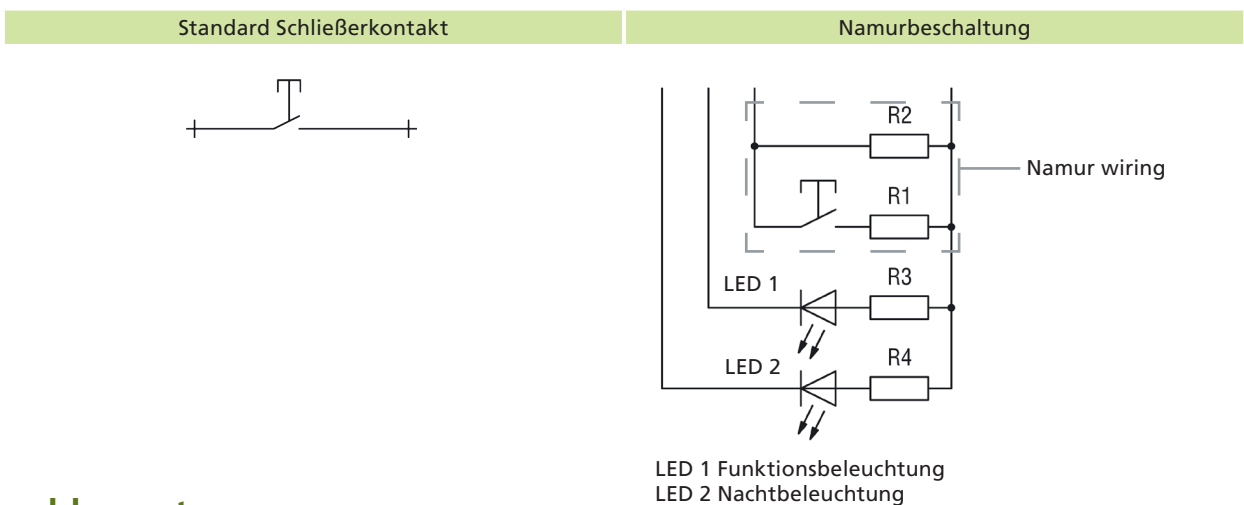 Standard Schließerkontakt
Namurbeschaltung
R2
Namur wiring
R1
LED 1
R3
LED 2
R4
LED 1 Funktionsbeleuchtung
LED 2 Nachtbeleuchtung